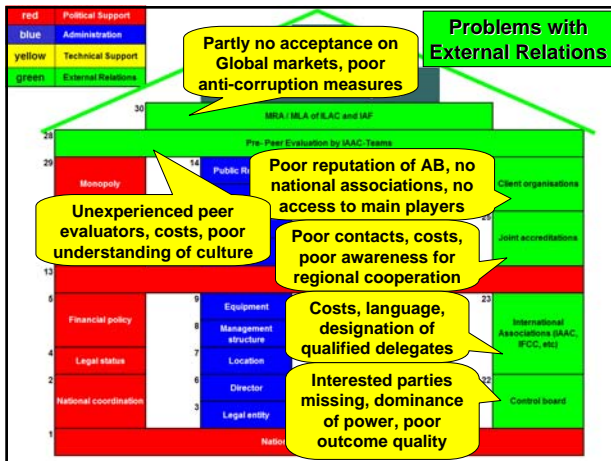 red Political Support
blue Administration
yellow Technical Support
green External Relations
Problems with
External Relations
Partly no acceptance on
Global markets, poor
anti-corruption measures
30
MRA / MLA of ILAC and IAF
28
Pre- Peer Evaluation by IAAC-Teams
29
Monopoly
14
Public R
Poor reputation of AB, no
national associations, no
access to main players
Client organisations
Unexperienced peer
evaluators, costs, poor
understanding of culture
Poor contacts, costs,
poor awareness for
regional cooperation
Joint accreditations
13
5
Financial policy
4
Legal status
2
National coordination
1
9
Equipment
8
Management
structure
7
Location
6
Director
3
Legal entity
Costs, language,
designation of
qualified delegates
23
International
Associations (IAAC,
IFCC, etc)
Interested parties
missing, dominance
of power, poor
outcome quality
22
Control board
Nation